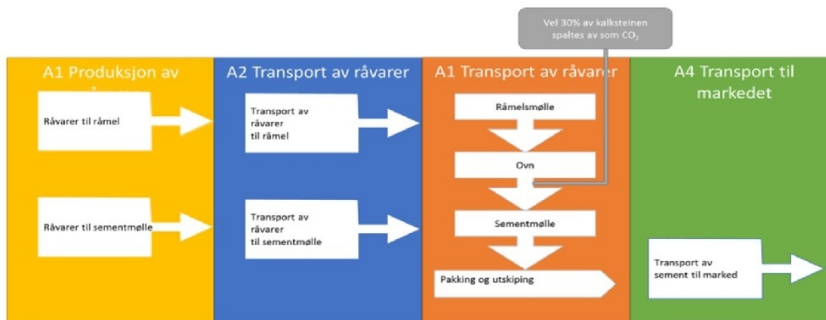 Vel 30% av kalksteinen
spaltes av som CO₂
A1 Produksjon av
A2 Transport av råvarer
A1 Transport av råvarer
A4 Transport til
markedet
Råvarer til råmel
Råvarer til sementmølle
Transport av
råvarer
til råmel
Transport av
råvarer
til sementmølle
Råmelsmølle
Ovn
Sementmølle
Pakking og utskiping
Transport av
sement til marked